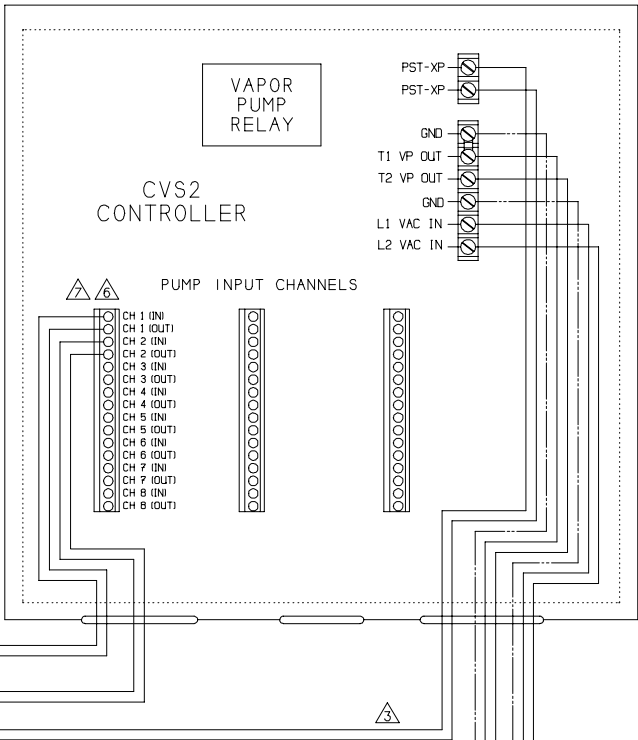 VAPOR
PUMP
RELAY
CVS2
CONTROLLER
PST-XP
PST-XP
GND
T1 VP OUT
T2 VP OUT
GND
L1 VAC IN
L2 VAC IN
7 6
PUMP INPUT CHANNELS
CH 1 (IN)
CH 1 (OUT)
CH 2 (IN)
CH 2 (OUT)
CH 3 (IN)
CH 3 (OUT)
CH 4 (IN)
CH 4 (OUT)
CH 5 (IN)
CH 5 (OUT)
CH 6 (IN)
CH 6 (OUT)
CH 7 (IN)
CH 7 (OUT)
CH 8 (IN)
CH 8 (OUT)
3